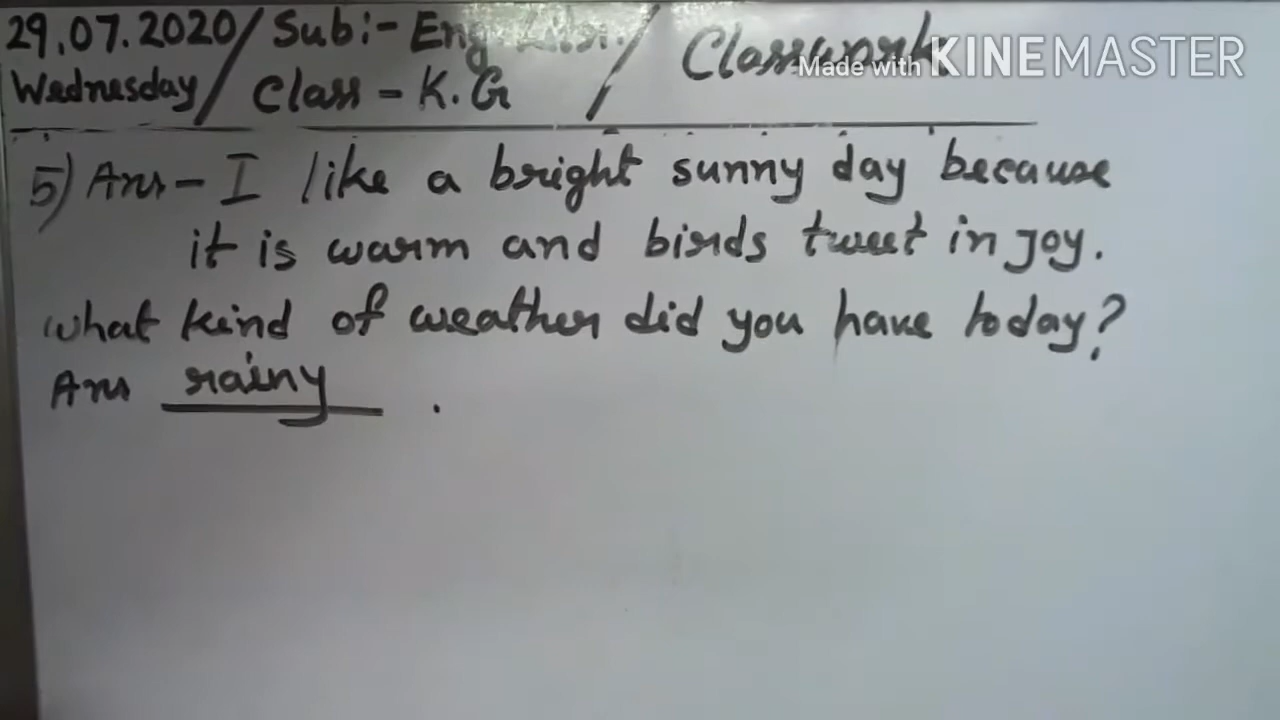 29.07.2020/ Sub:- Eng / Classwork
Wednesday/ Class - K.G
Made with KINEMASTER
5) Ans - I like a bright sunny day because
it is warm and birds tweet in joy.
What kind of weather did you have today?
Ans rainy .